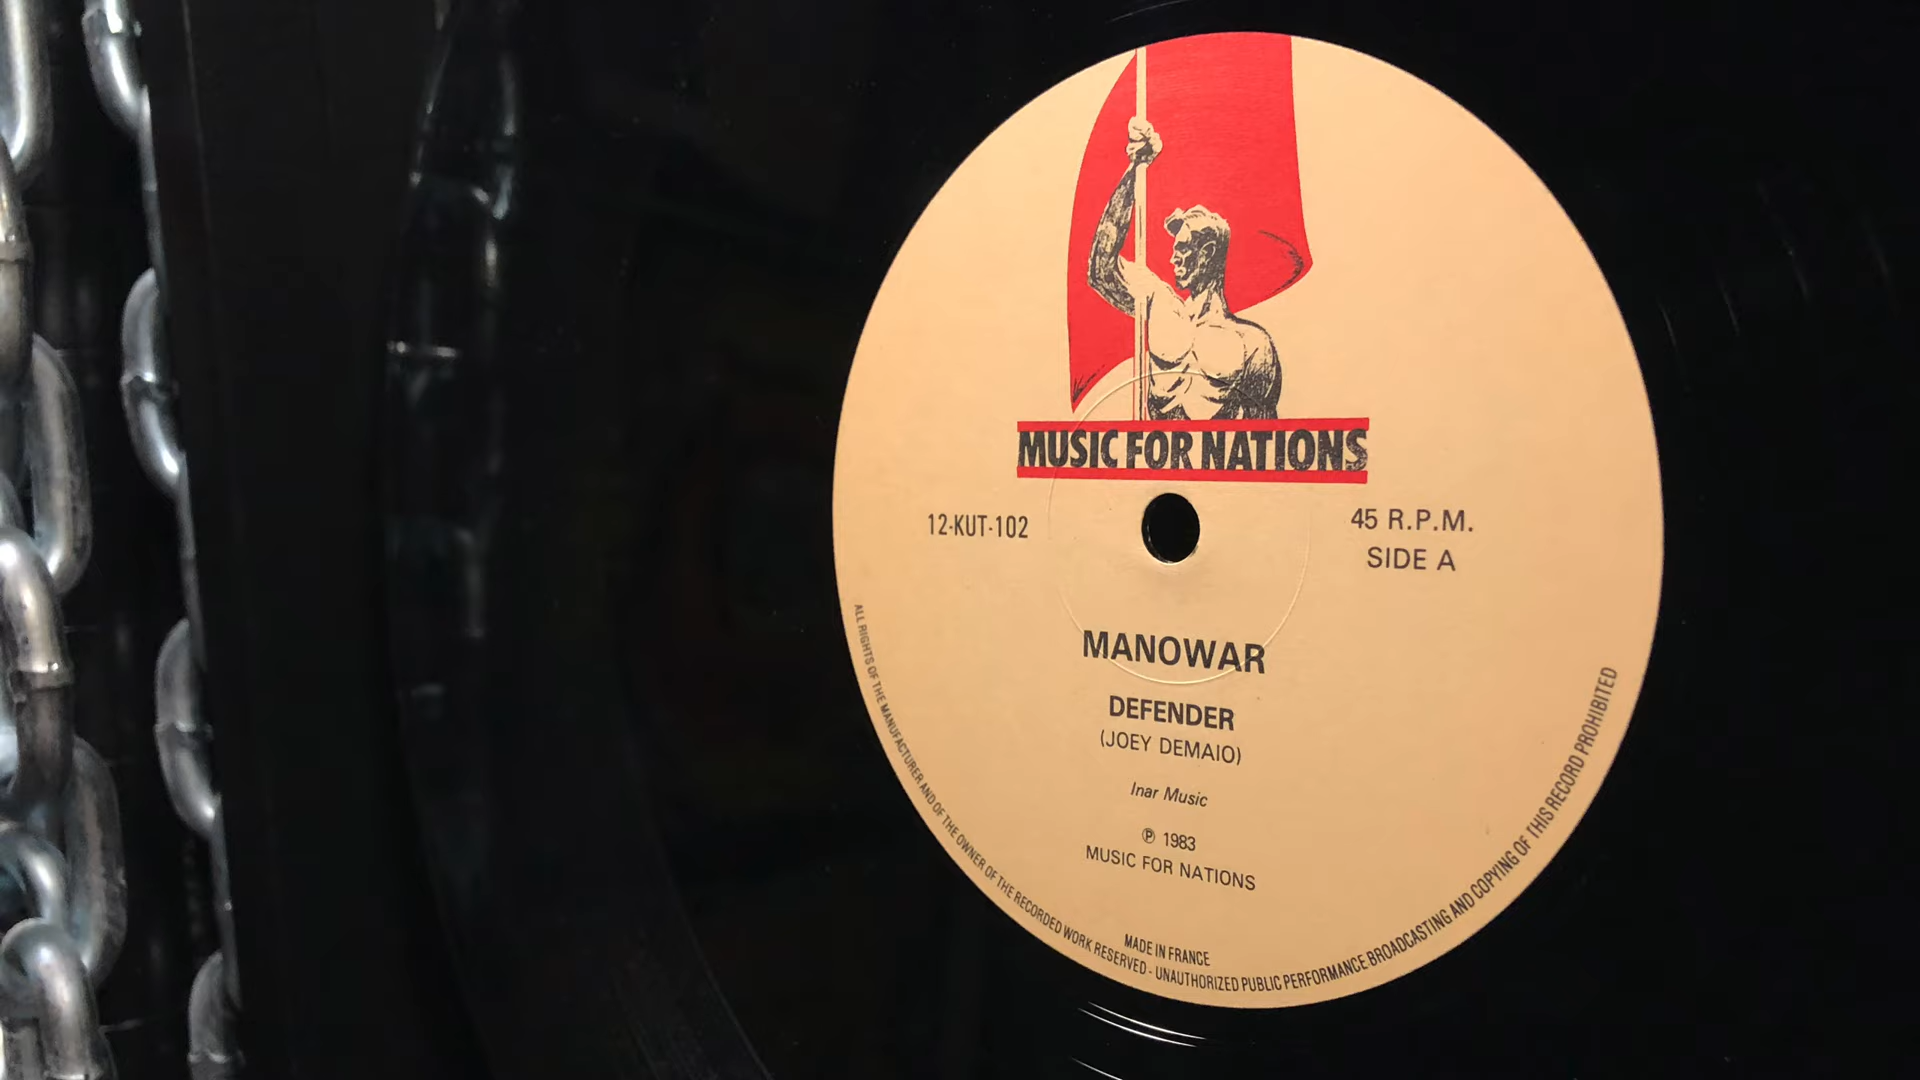 MUSIC FOR NATIONS
12·KUT·102
45 R.P.M.
SIDE A
MANOWAR
DEFENDER
(JOEY DEMAIO)
Inar Music
℗ 1983
MUSIC FOR NATIONS
MADE IN FRANCE
ALL RIGHTS OF THE MANUFACTURER AND OF THE OWNER OF THE RECORDED WORK RESERVED - UNAUTHORIZED PUBLIC PERFORMANCE BROADCASTING AND COPYING OF THIS RECORD PROHIBITED